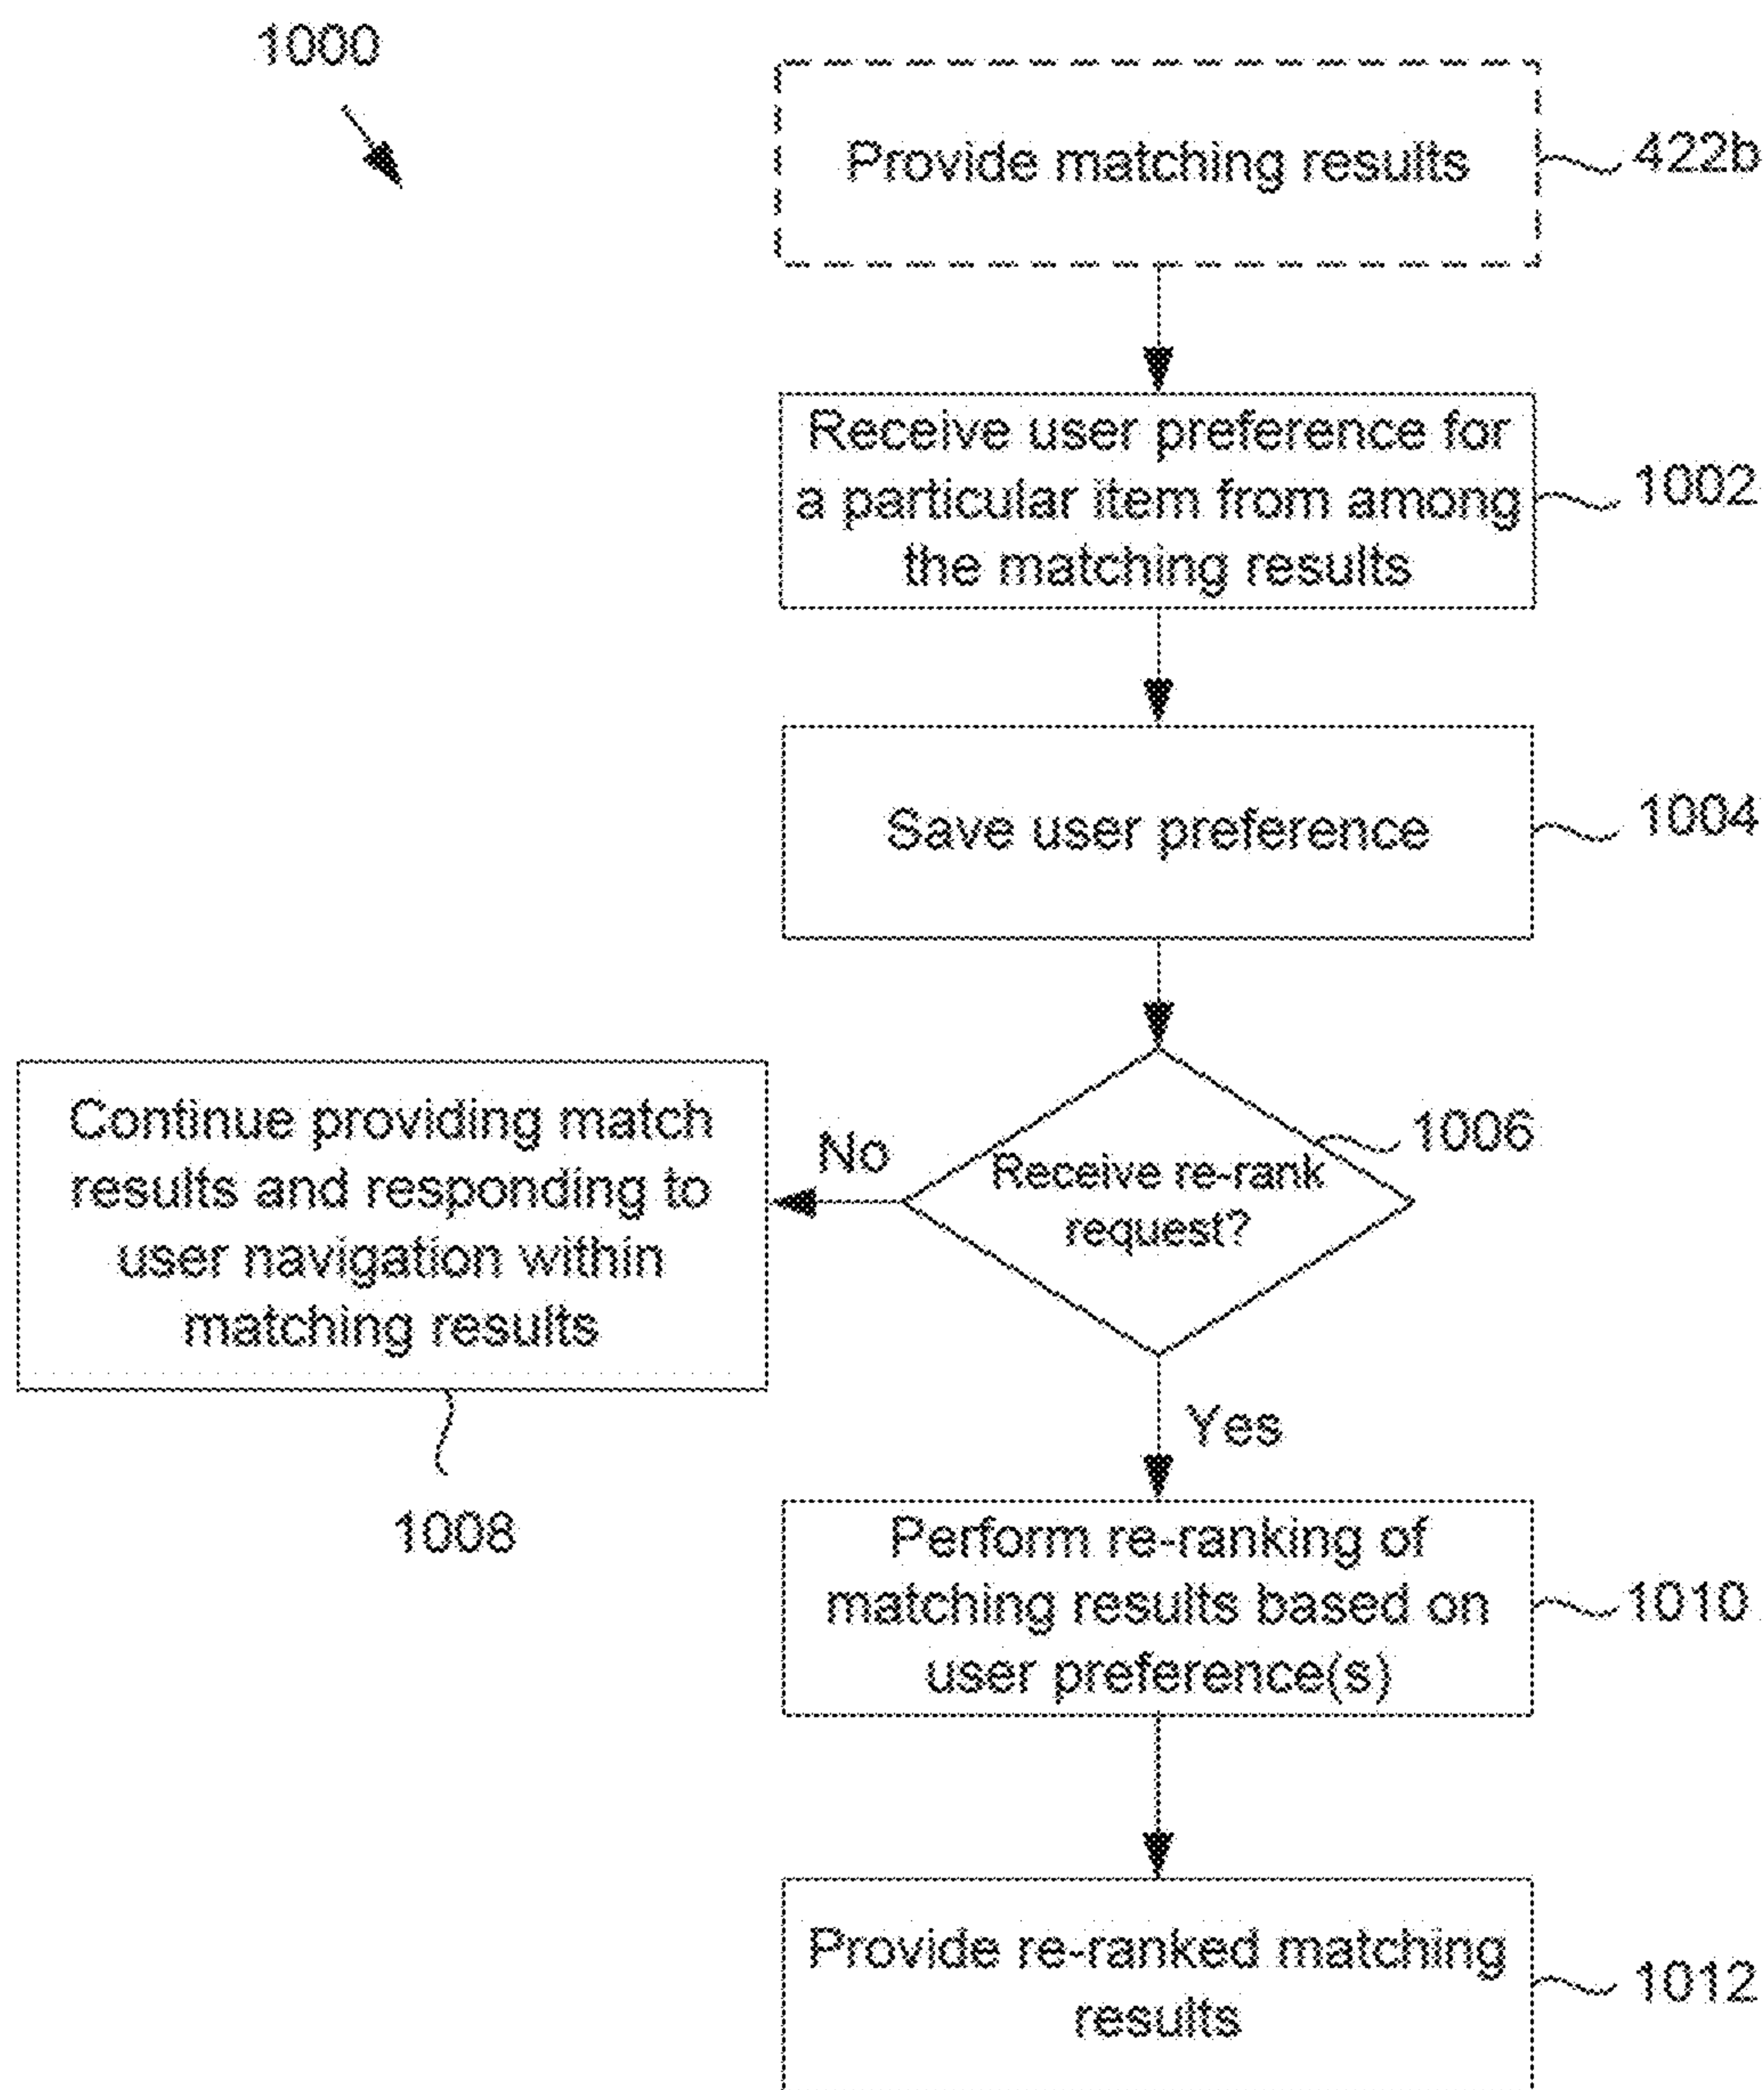 1000
Provide matching results
422b
Receive user preference for
a particular item from among
the matching results
1002
Save user preference
1004
Continue providing match
results and responding to
user navigation within
matching results
1008
No
Receive re-rank
request?
1006
Yes
Perform re-ranking of
matching results based on
user preference(s)
1010
Provide re-ranked matching
results
1012